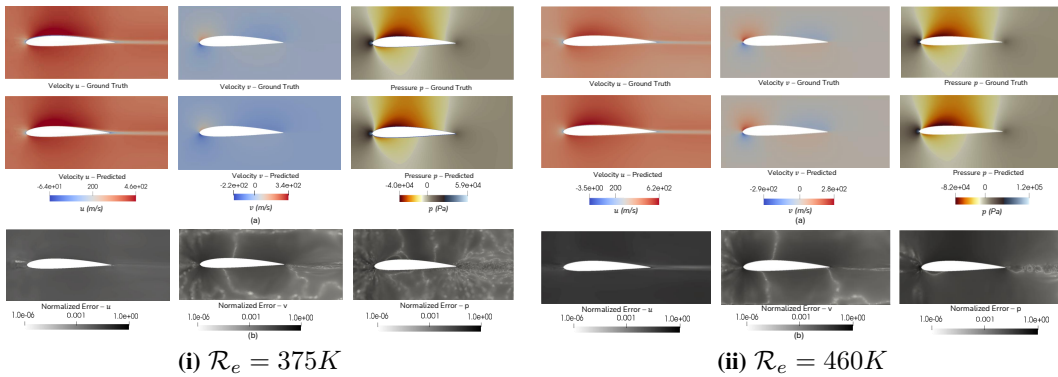 Velocity u – Ground Truth
Velocity v – Ground Truth
Pressure p – Ground Truth
Velocity u – Predicted
Velocity v – Predicted
Pressure p – Predicted
-6.4e+01 200 4.6e+02
u (m/s)
-2.2e+02 0 3.4e+02
v (m/s)
-4.0e+04 0 5.9e+04
p (Pa)
(a)
Normalized Error – u
Normalized Error – v
Normalized Error – p
1.0e-06 0.001 1.0e+00
1.0e-06 0.001 1.0e+00
1.0e-06 0.001 1.0e+00
(b)
(i) ℛe = 375K
Velocity u – Ground Truth
Velocity v – Ground Truth
Pressure p – Ground Truth
Velocity u – Predicted
Velocity v – Predicted
Pressure p – Predicted
-3.5e+00 200 6.2e+02
u (m/s)
-2.9e+02 0 2.8e+02
v (m/s)
-8.2e+04 0 1.2e+05
p (Pa)
(a)
Normalized Error – u
Normalized Error – v
Normalized Error – p
1.0e-06 0.001 1.0e+00
1.0e-06 0.001 1.0e+00
1.0e-06 0.001 1.0e+00
(b)
(ii) ℛe = 460K